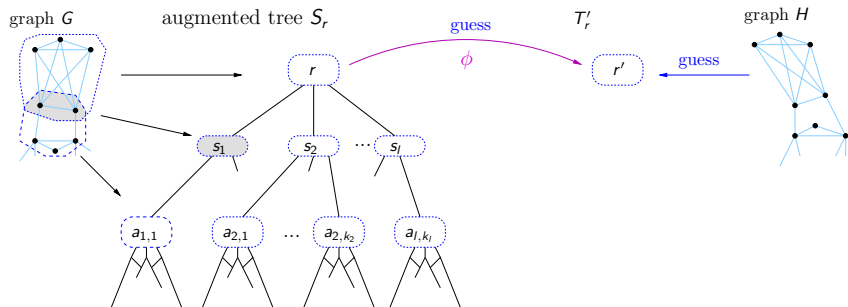 graph G
augmented tree S_r
guess
T'_r
graph H
ϕ
guess
r
r'
s_1
s_2
...
s_l
a_{1,1}
a_{2,1}
...
a_{2,k_2}
a_{l,k_l}